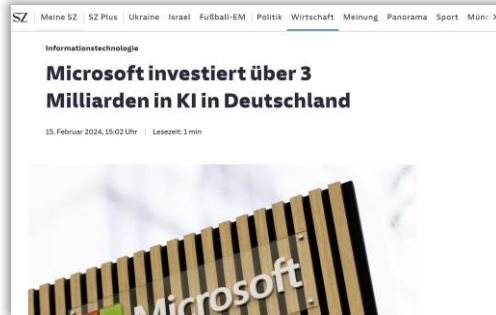 SZ Meine SZ SZ Plus Ukraine Israel Fußball-EM Politik Wirtschaft Meinung Panorama Sport
Informationstechnologie
Microsoft investiert über 3
Milliarden in KI in Deutschland
15. Februar 2024, 15:02 Uhr | Lesezeit: 1 min
Microsoft